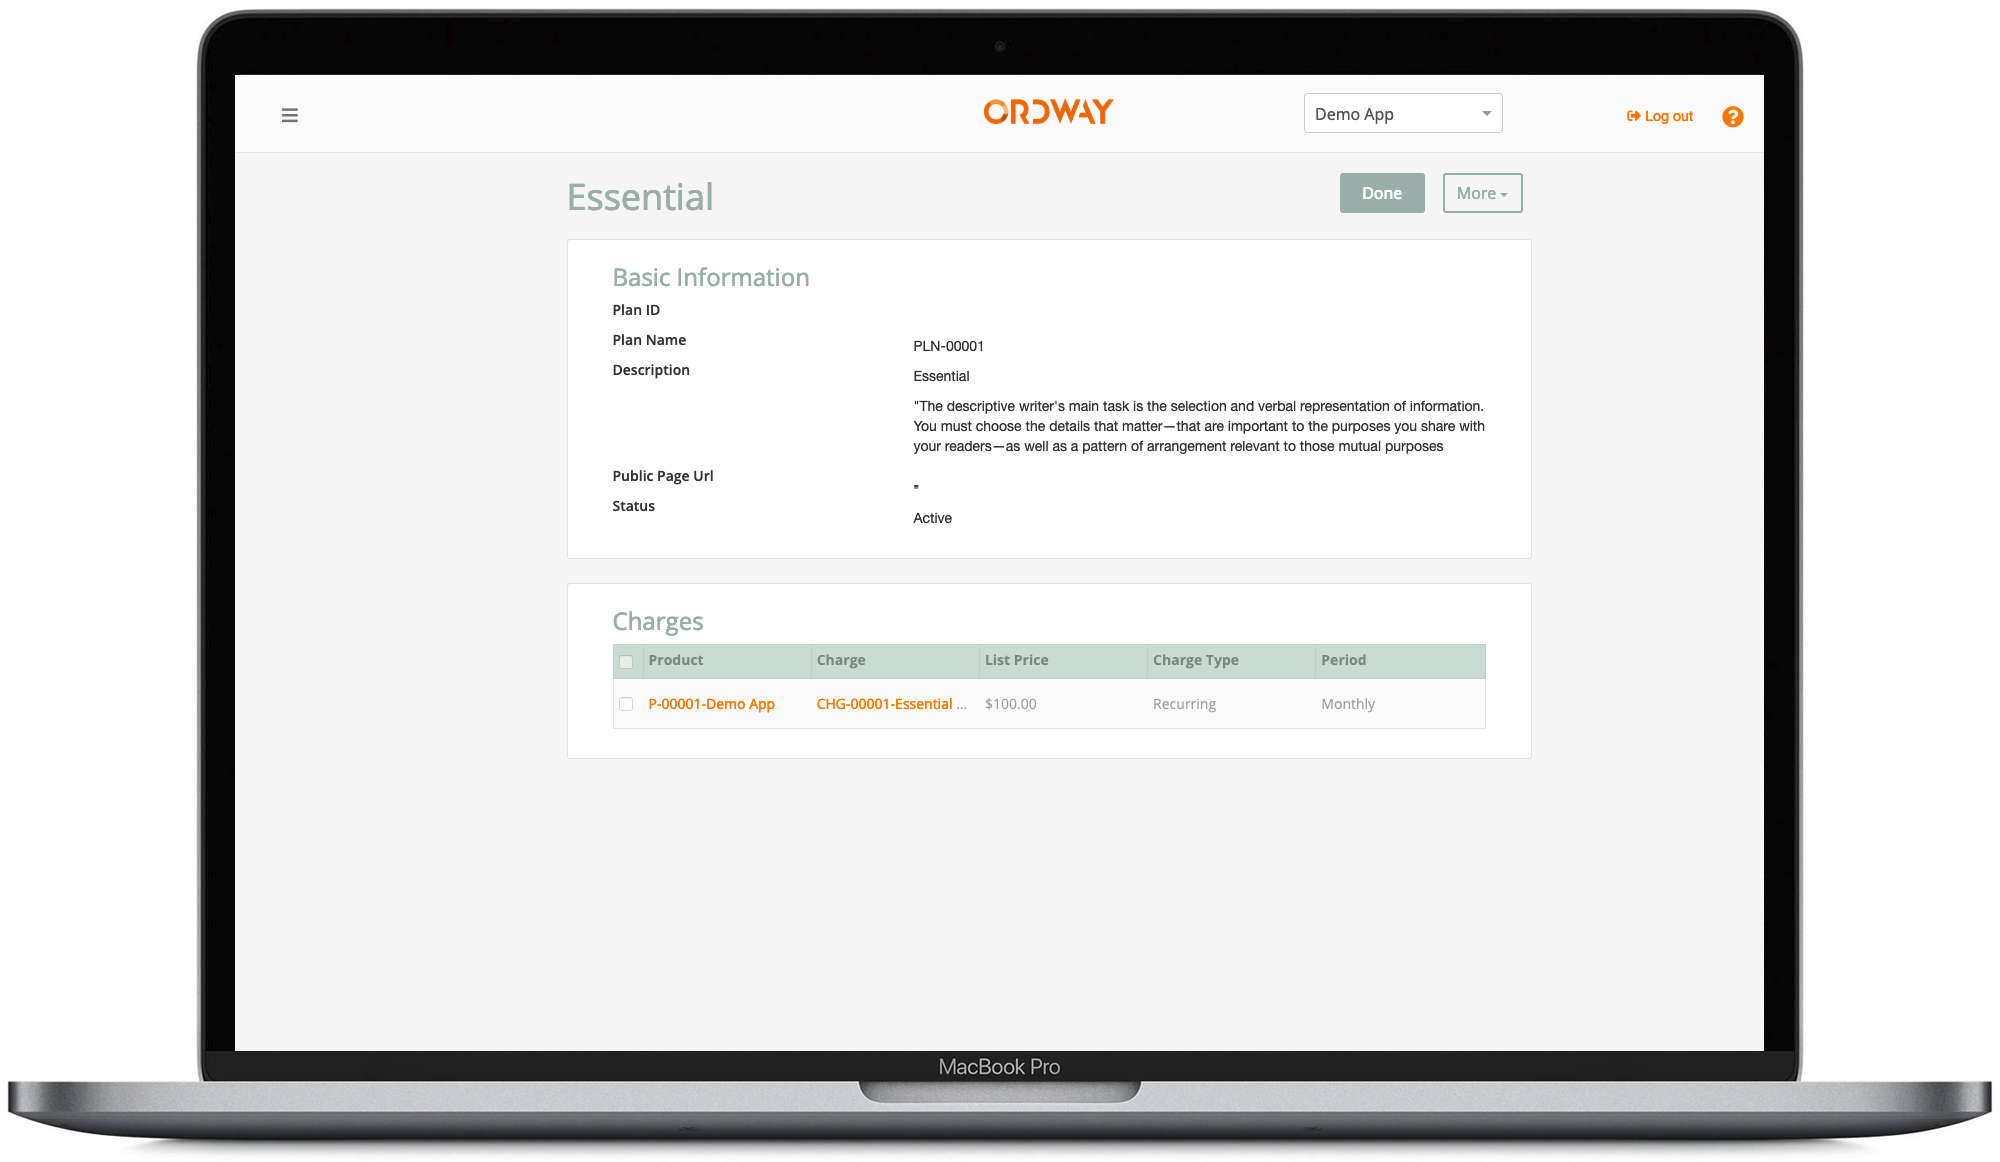 ORDWAY
Demo App
Log out
?
Essential
Done
More
Basic Information
Plan ID
Plan Name
PLN-00001
Description
Essential
"The descriptive writer's main task is the selection and verbal representation of information.
You must choose the details that matter—that are important to the purposes you share with
your readers—as well as a pattern of arrangement relevant to those mutual purposes
Public Page Url
"
Status
Active
Charges
Product Charge List Price Charge Type Period
P-00001-Demo App CHG-00001-Essential ... $100.00 Recurring Monthly
MacBook Pro